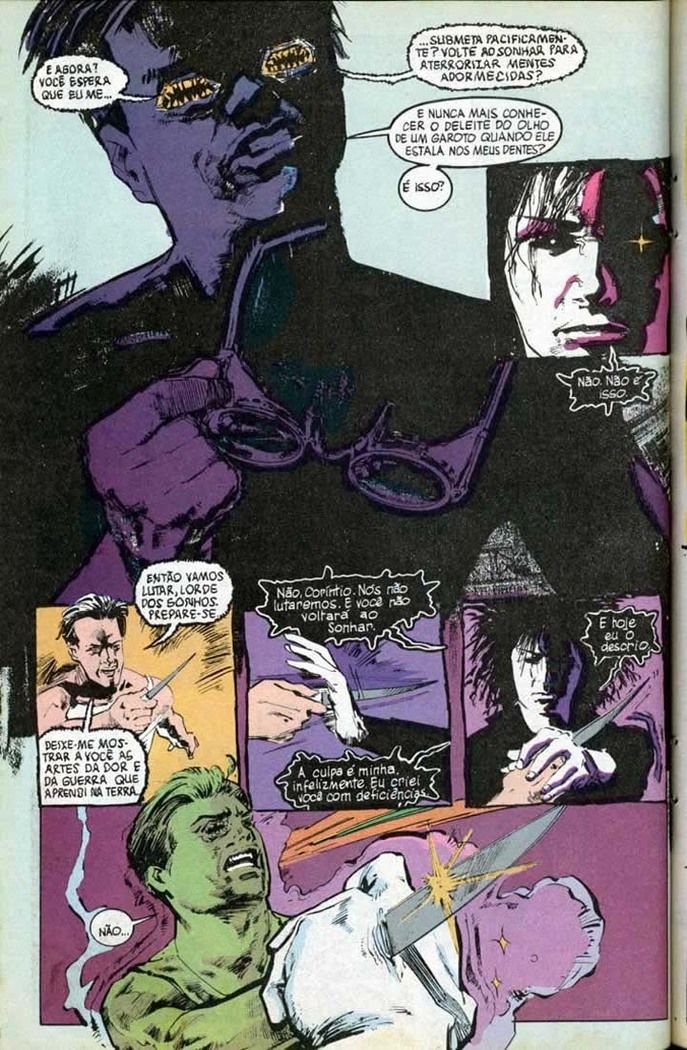 E AGORA?
VOCÊ ESPERA
QUE EU ME...
...SUBMETA PACIFICAMEN-
TE? VOLTE AO SONHAR PARA
ATERRORIZAR MENTES
ADORMECIDAS?
E NUNCA MAIS CONHE-
CER O DELEITE DO OLHO
DE UM GAROTO QUANDO ELE
ESTALA NOS MEUS DENTES?
É ISSO?
NÃO. NÃO É
ISSO.
ENTÃO VAMOS
LUTAR, LORDE
DOS SONHOS.
PREPARE-SE.
DEIXE-ME MOS-
TRAR A VOCÊ AS
ARTES DA DOR E
DA GUERRA QUE
APRENDI NA TERRA.
Não, Coríntio. Nós não
lutaremos. E você não
voltará ao
Sonhar.
A culpa é minha,
infelizmente. Eu criei
você com deficiências.
E hoje
eu o
descrio.
NÃO...